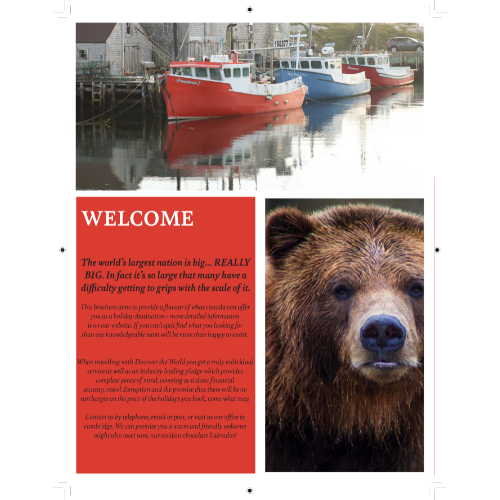 WELCOME
The world's largest nation is big... REALLY
BIG. In fact it's so large that many have a
difficulty getting to grips with the scale of it.
This brochure aims to provide a flavour of what canada can offer
you as a holiday destination - more detailed information
is on our website. If you can't quite find what you looking for
than our knowledgeable team will be more than happy to assist.
When travelling with Discover the World you get a truly individual
service as well as an industry leading pledge which provides
complete peace of mind, covering as it does financial
security, travel disruption and the promise that there will be no
surcharges on the price of the holidays you book, come what may.
Contact us by telephone, email or post, or visit us our office in
cambridge. We can promise you a warm and friendly welcome
might also meet sam, our resident chocolate Labrador!